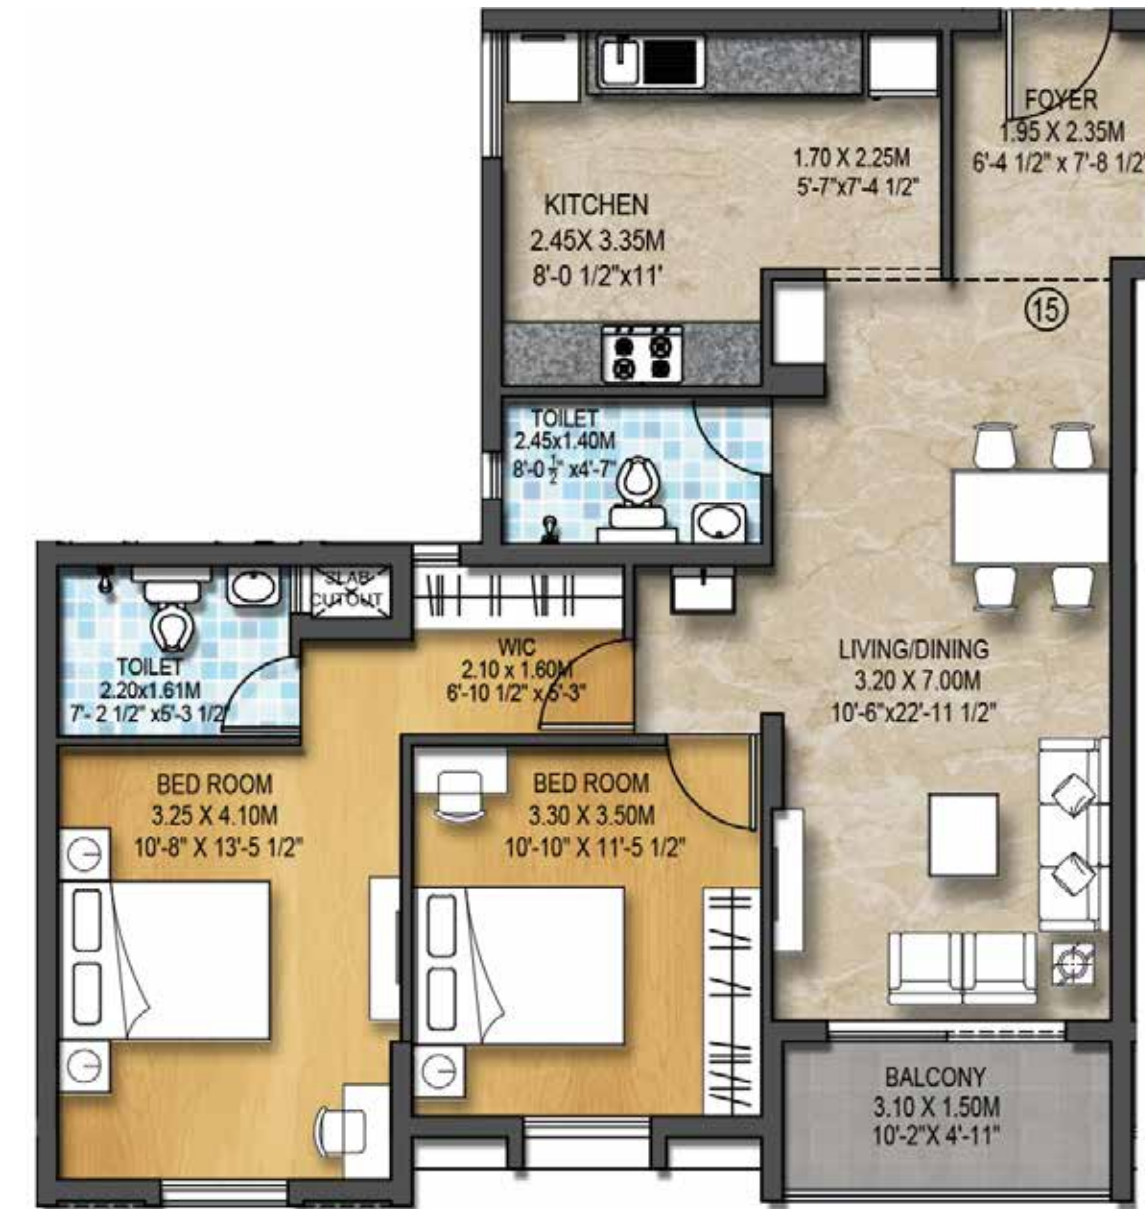 FOYER
1.95 X 2.35M
6'-4 1/2" x 7'-8 1/2"
1.70 X 2.25M
5'-7"x7'-4 1/2"
KITCHEN
2.45X 3.35M
8'-0 1/2"x11'
15
TOILET
2.45x1.40M
8'-0 1/2" x4'-7"
SLAB
CUTOUT
WIC
2.10 x 1.60M
6'-10 1/2" x 5'-3"
TOILET
2.20x1.61M
7'- 2 1/2" x5'-3 1/2"
LIVING/DINING
3.20 X 7.00M
10'-6"x22'-11 1/2"
BED ROOM
3.25 X 4.10M
10'-8" X 13'-5 1/2"
BED ROOM
3.30 X 3.50M
10'-10" X 11'-5 1/2"
BALCONY
3.10 X 1.50M
10'-2"X 4'-11"